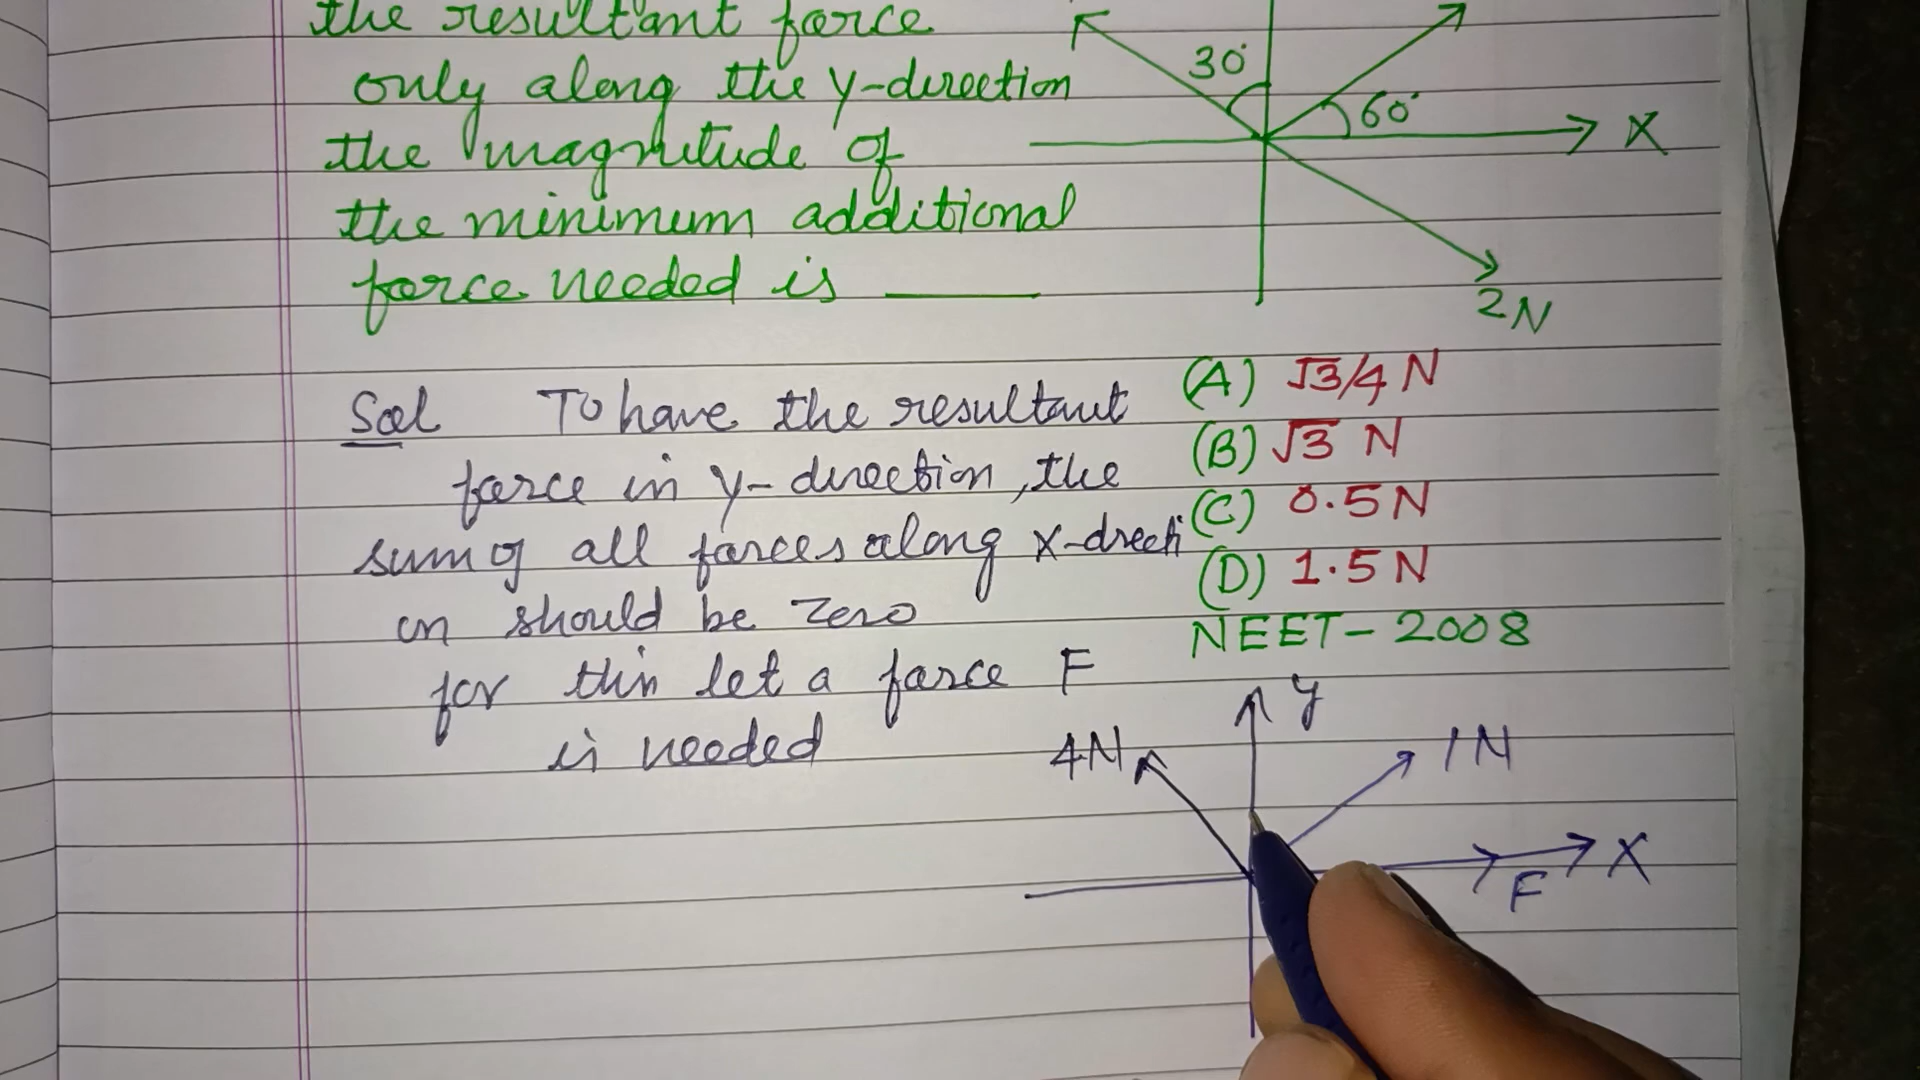 the resultant force
only along the y-direction
the magnitude of
the minimum additional
force needed is ______
30°
60°
X
2N
(A) √3/4 N
(B) √3 N
(C) 0.5 N
(D) 1.5 N
NEET - 2008
Sol To have the resultant
force in y-direction, the
sum of all forces along x-drecti
on should be zero
for this let a force F
is needed
Y
4N
1N
X
F